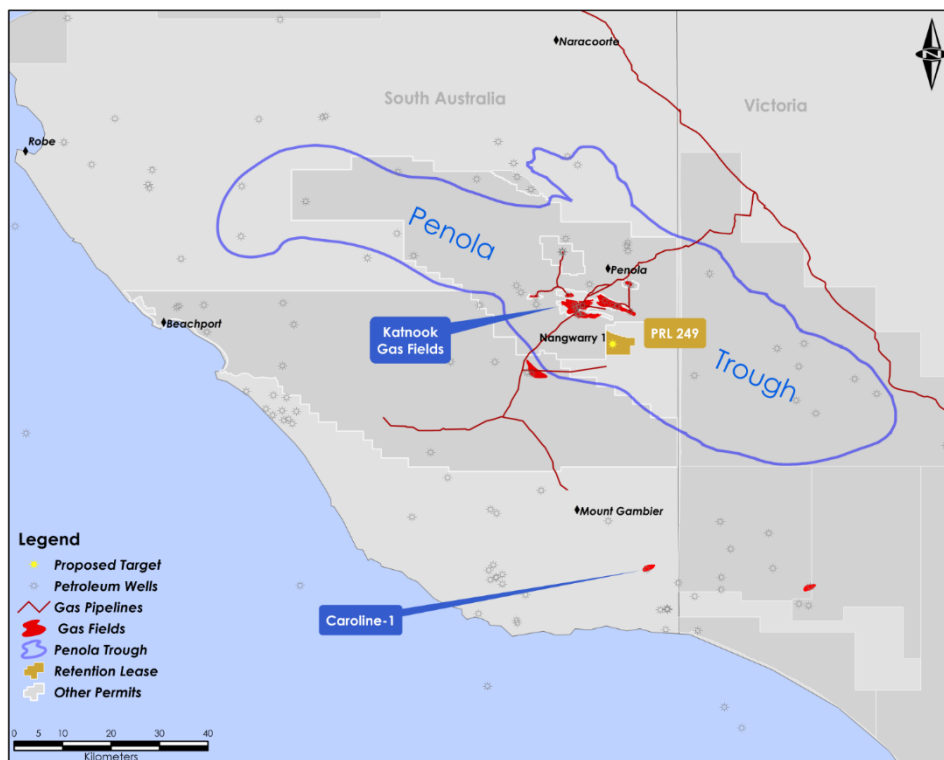 Naracoorte
N
South Australia
Victoria
Robe
Penola
Penola
Beachport
Katnook
Gas Fields
Nangwarry 1
PRL 249
Trough
Mount Gambier
Caroline-1
Legend
Proposed Target
Petroleum Wells
Gas Pipelines
Gas Fields
Penola Trough
Retention Lease
Other Permits
0 5 10 20 30 40
Kilometers